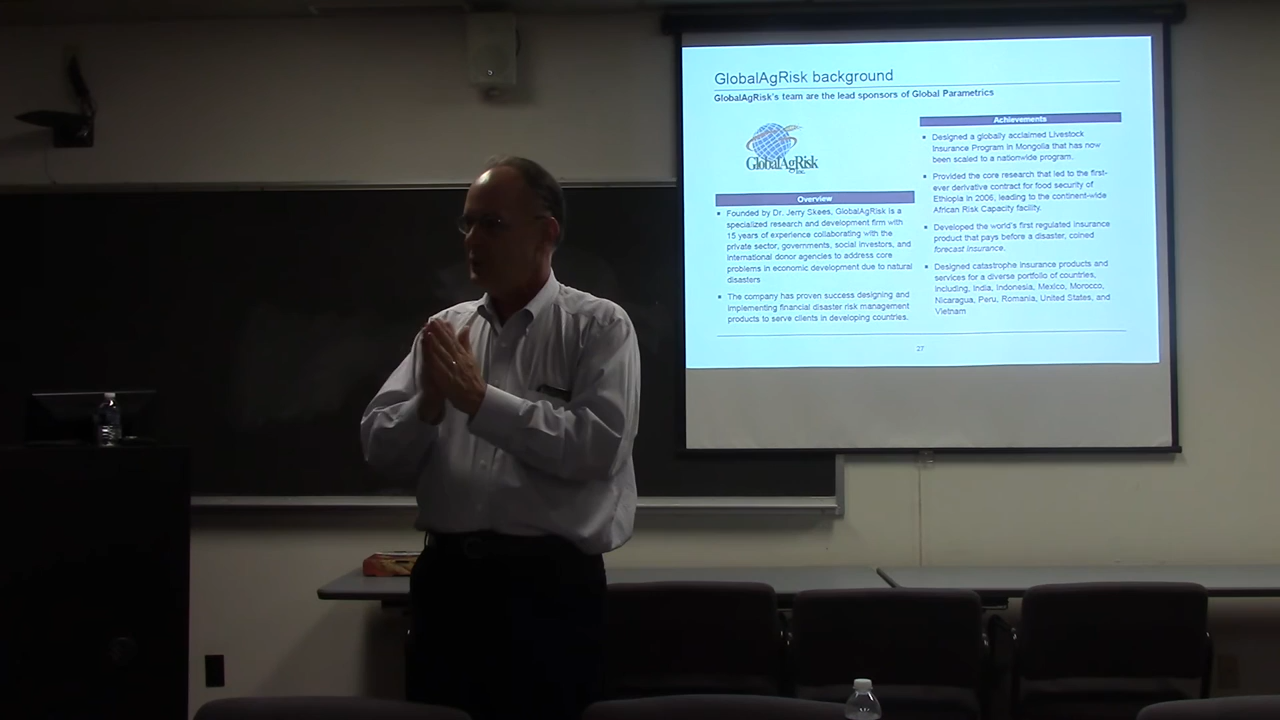 GlobalAgRisk background
GlobalAgRisk's team are the lead sponsors of Global Parametrics
GlobalAgRisk
Inc.
Overview
▪ Founded by Dr. Jerry Skees, GlobalAgRisk is a
specialized research and development firm with
15 years of experience collaborating with the
private sector, governments, social investors, and
international donor agencies to address core
problems in economic development due to natural
disasters
▪ The company has proven success designing and
implementing financial disaster risk management
products to serve clients in developing countries.
Achievements
▪ Designed a globally acclaimed Livestock
Insurance Program in Mongolia that has now
been scaled to a nationwide program.
▪ Provided the core research that led to the first-
ever derivative contract for food security of
Ethiopia in 2006, leading to the continent-wide
African Risk Capacity facility.
▪ Developed the world's first regulated insurance
product that pays before a disaster, coined
forecast insurance.
▪ Designed catastrophe insurance products and
services for a diverse portfolio of countries,
including, India, Indonesia, Mexico, Morocco,
Nicaragua, Peru, Romania, United States, and
Vietnam
27